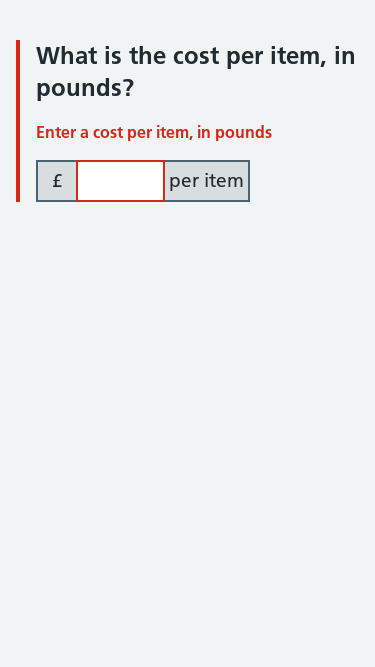 What is the cost per item, in
pounds?
Enter a cost per item, in pounds
£ per item